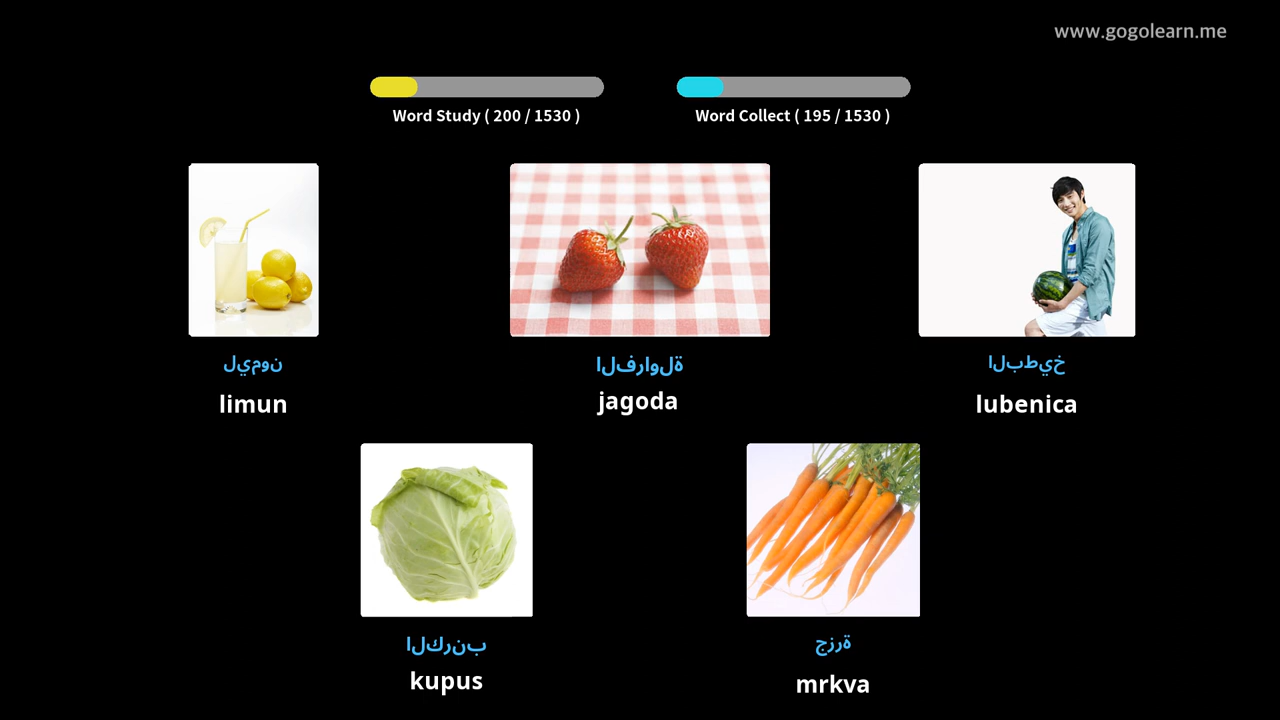 www.gogolearn.me
Word Study ( 200 / 1530 )
Word Collect ( 195 / 1530 )
ليمون
limun
الفراولة
jagoda
البطيخ
lubenica
الكرنب
kupus
جزرة
mrkva